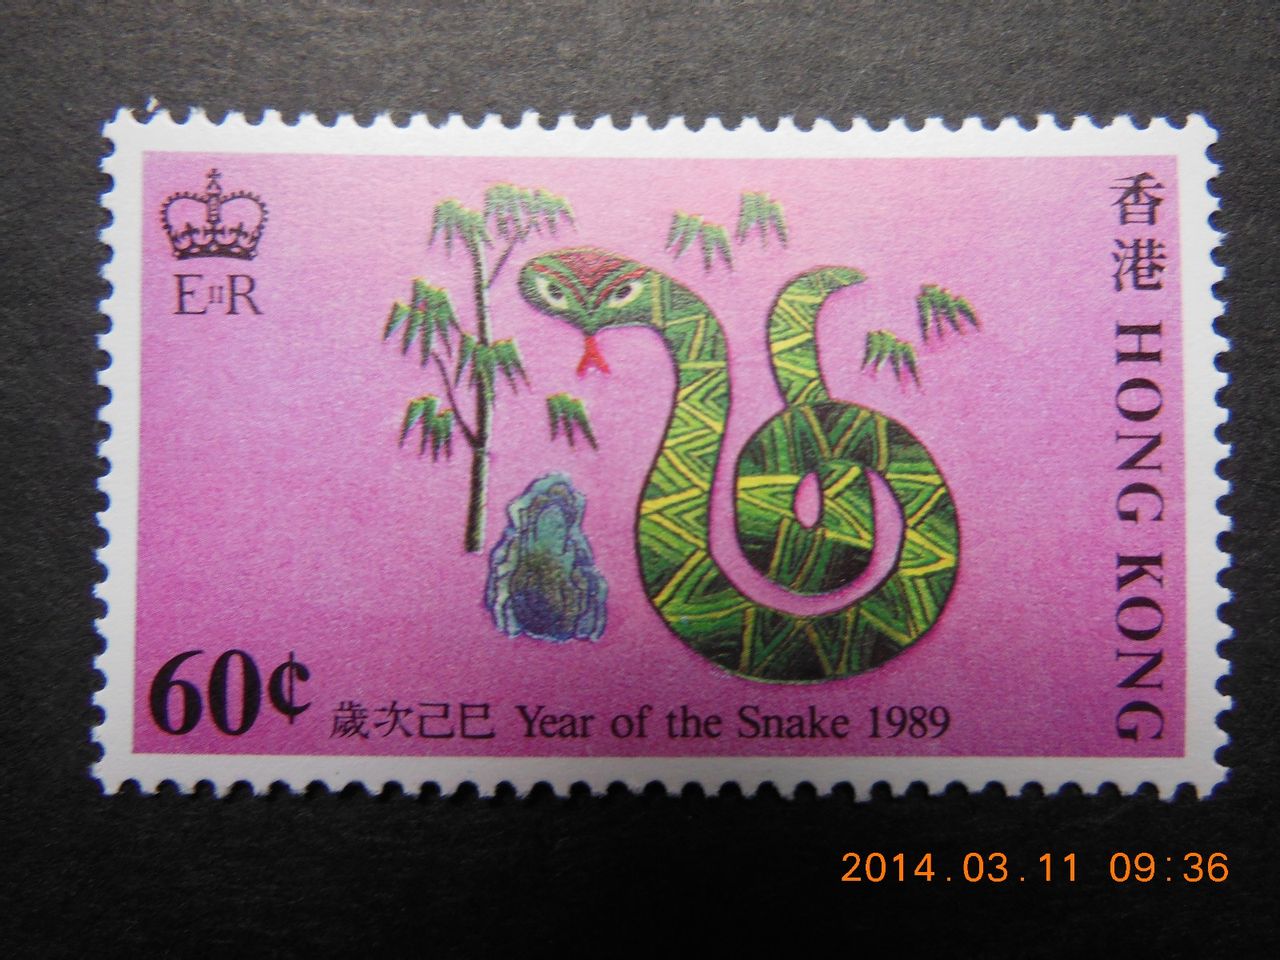 EIIR
香港 HONG KONG
60¢
歲次己巳 Year of the Snake 1989
2014.03.11 09:36